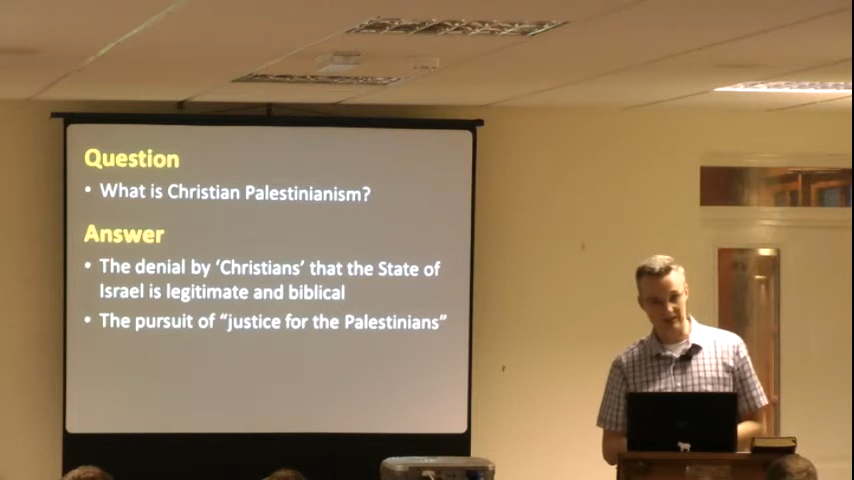 Question
• What is Christian Palestinianism?
Answer
• The denial by ‘Christians’ that the State of
Israel is legitimate and biblical
• The pursuit of “justice for the Palestinians”